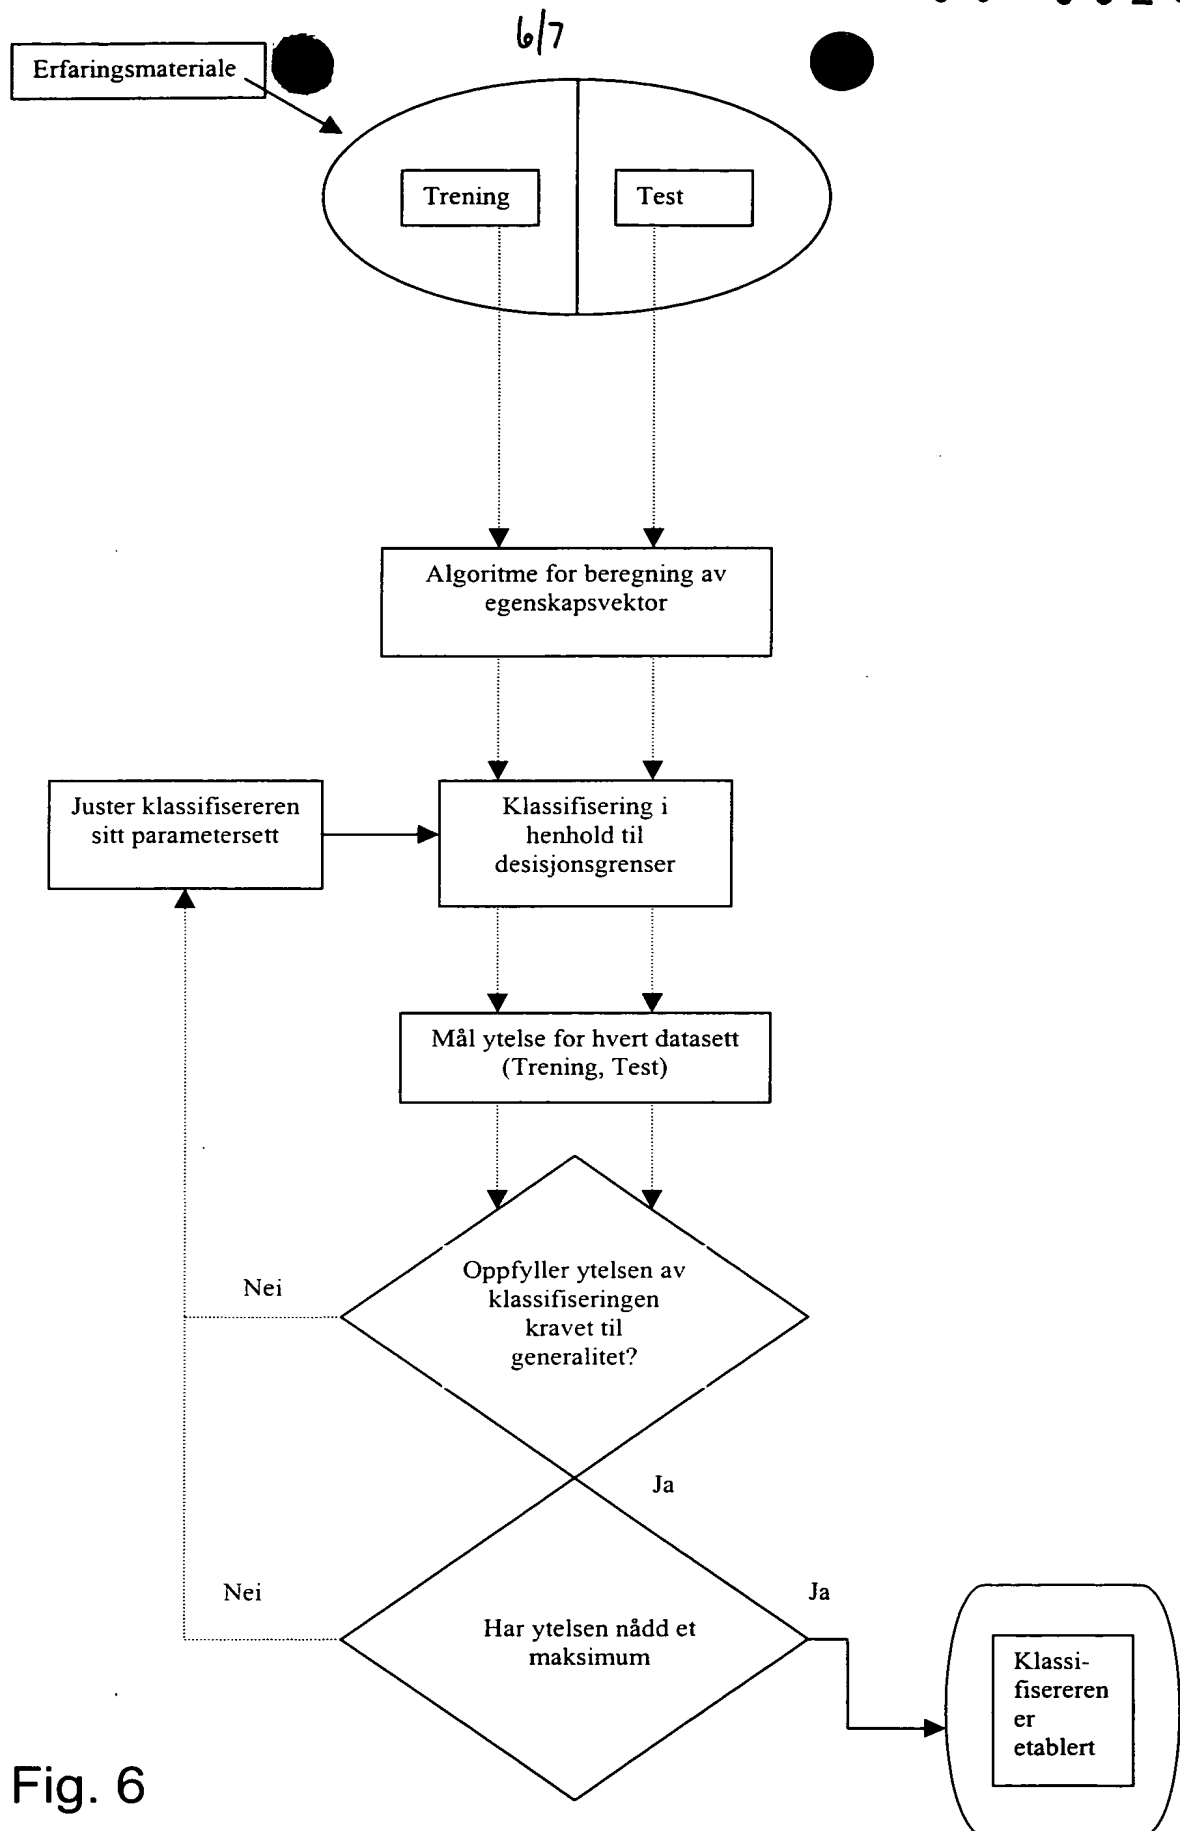 6/7
Erfaringsmateriale
Trening
Test
Algoritme for beregning av
egenskapsvektor
Juster klassifisereren
sitt parametersett
Klassifisering i
henhold til
desisjonsgrenser
Mål ytelse for hvert datasett
(Trening, Test)
Nei
Oppfyller ytelsen av
klassifiseringen
kravet til
generalitet?
Ja
Nei
Ja
Har ytelsen nådd et
maksimum
Klassi-
fisereren
er
etablert
Fig. 6